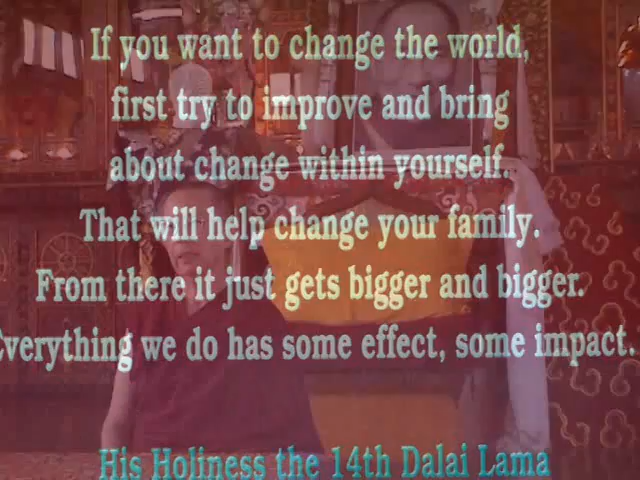 If you want to change the world,
first try to improve and bring
about change within yourself.
That will help change your family.
From there it just gets bigger and bigger.
Everything we do has some effect, some impact.
His Holiness the 14th Dalai Lama